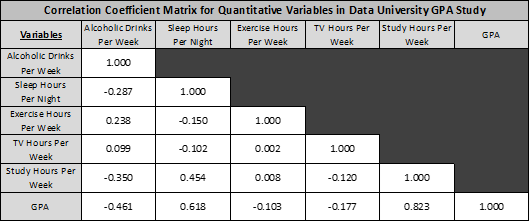 Correlation Coefficient Matrix for Quantitative Variables in Data University GPA Study
Variables Alcoholic Drinks Per Week Sleep Hours Per Night Exercise Hours Per Week TV Hours Per Week Study Hours Per Week GPA
Alcoholic Drinks Per Week 1.000
Sleep Hours Per Night -0.287 1.000
Exercise Hours Per Week 0.238 -0.150 1.000
TV Hours Per Week 0.099 -0.102 0.002 1.000
Study Hours Per Week -0.350 0.454 0.008 -0.120 1.000
GPA -0.461 0.618 -0.103 -0.177 0.823 1.000